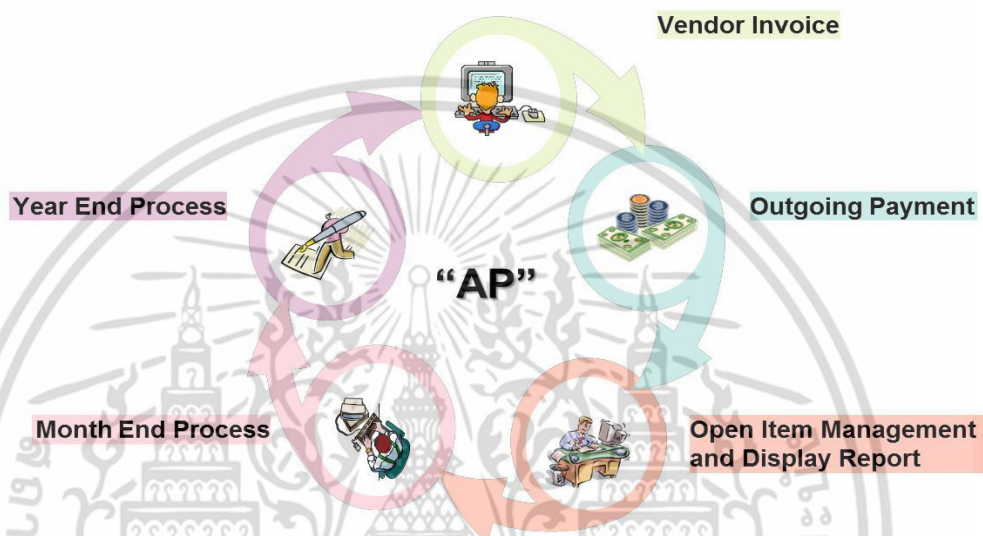 Vendor Invoice
Outgoing Payment
Open Item Management
and Display Report
Month End Process
Year End Process
“AP”